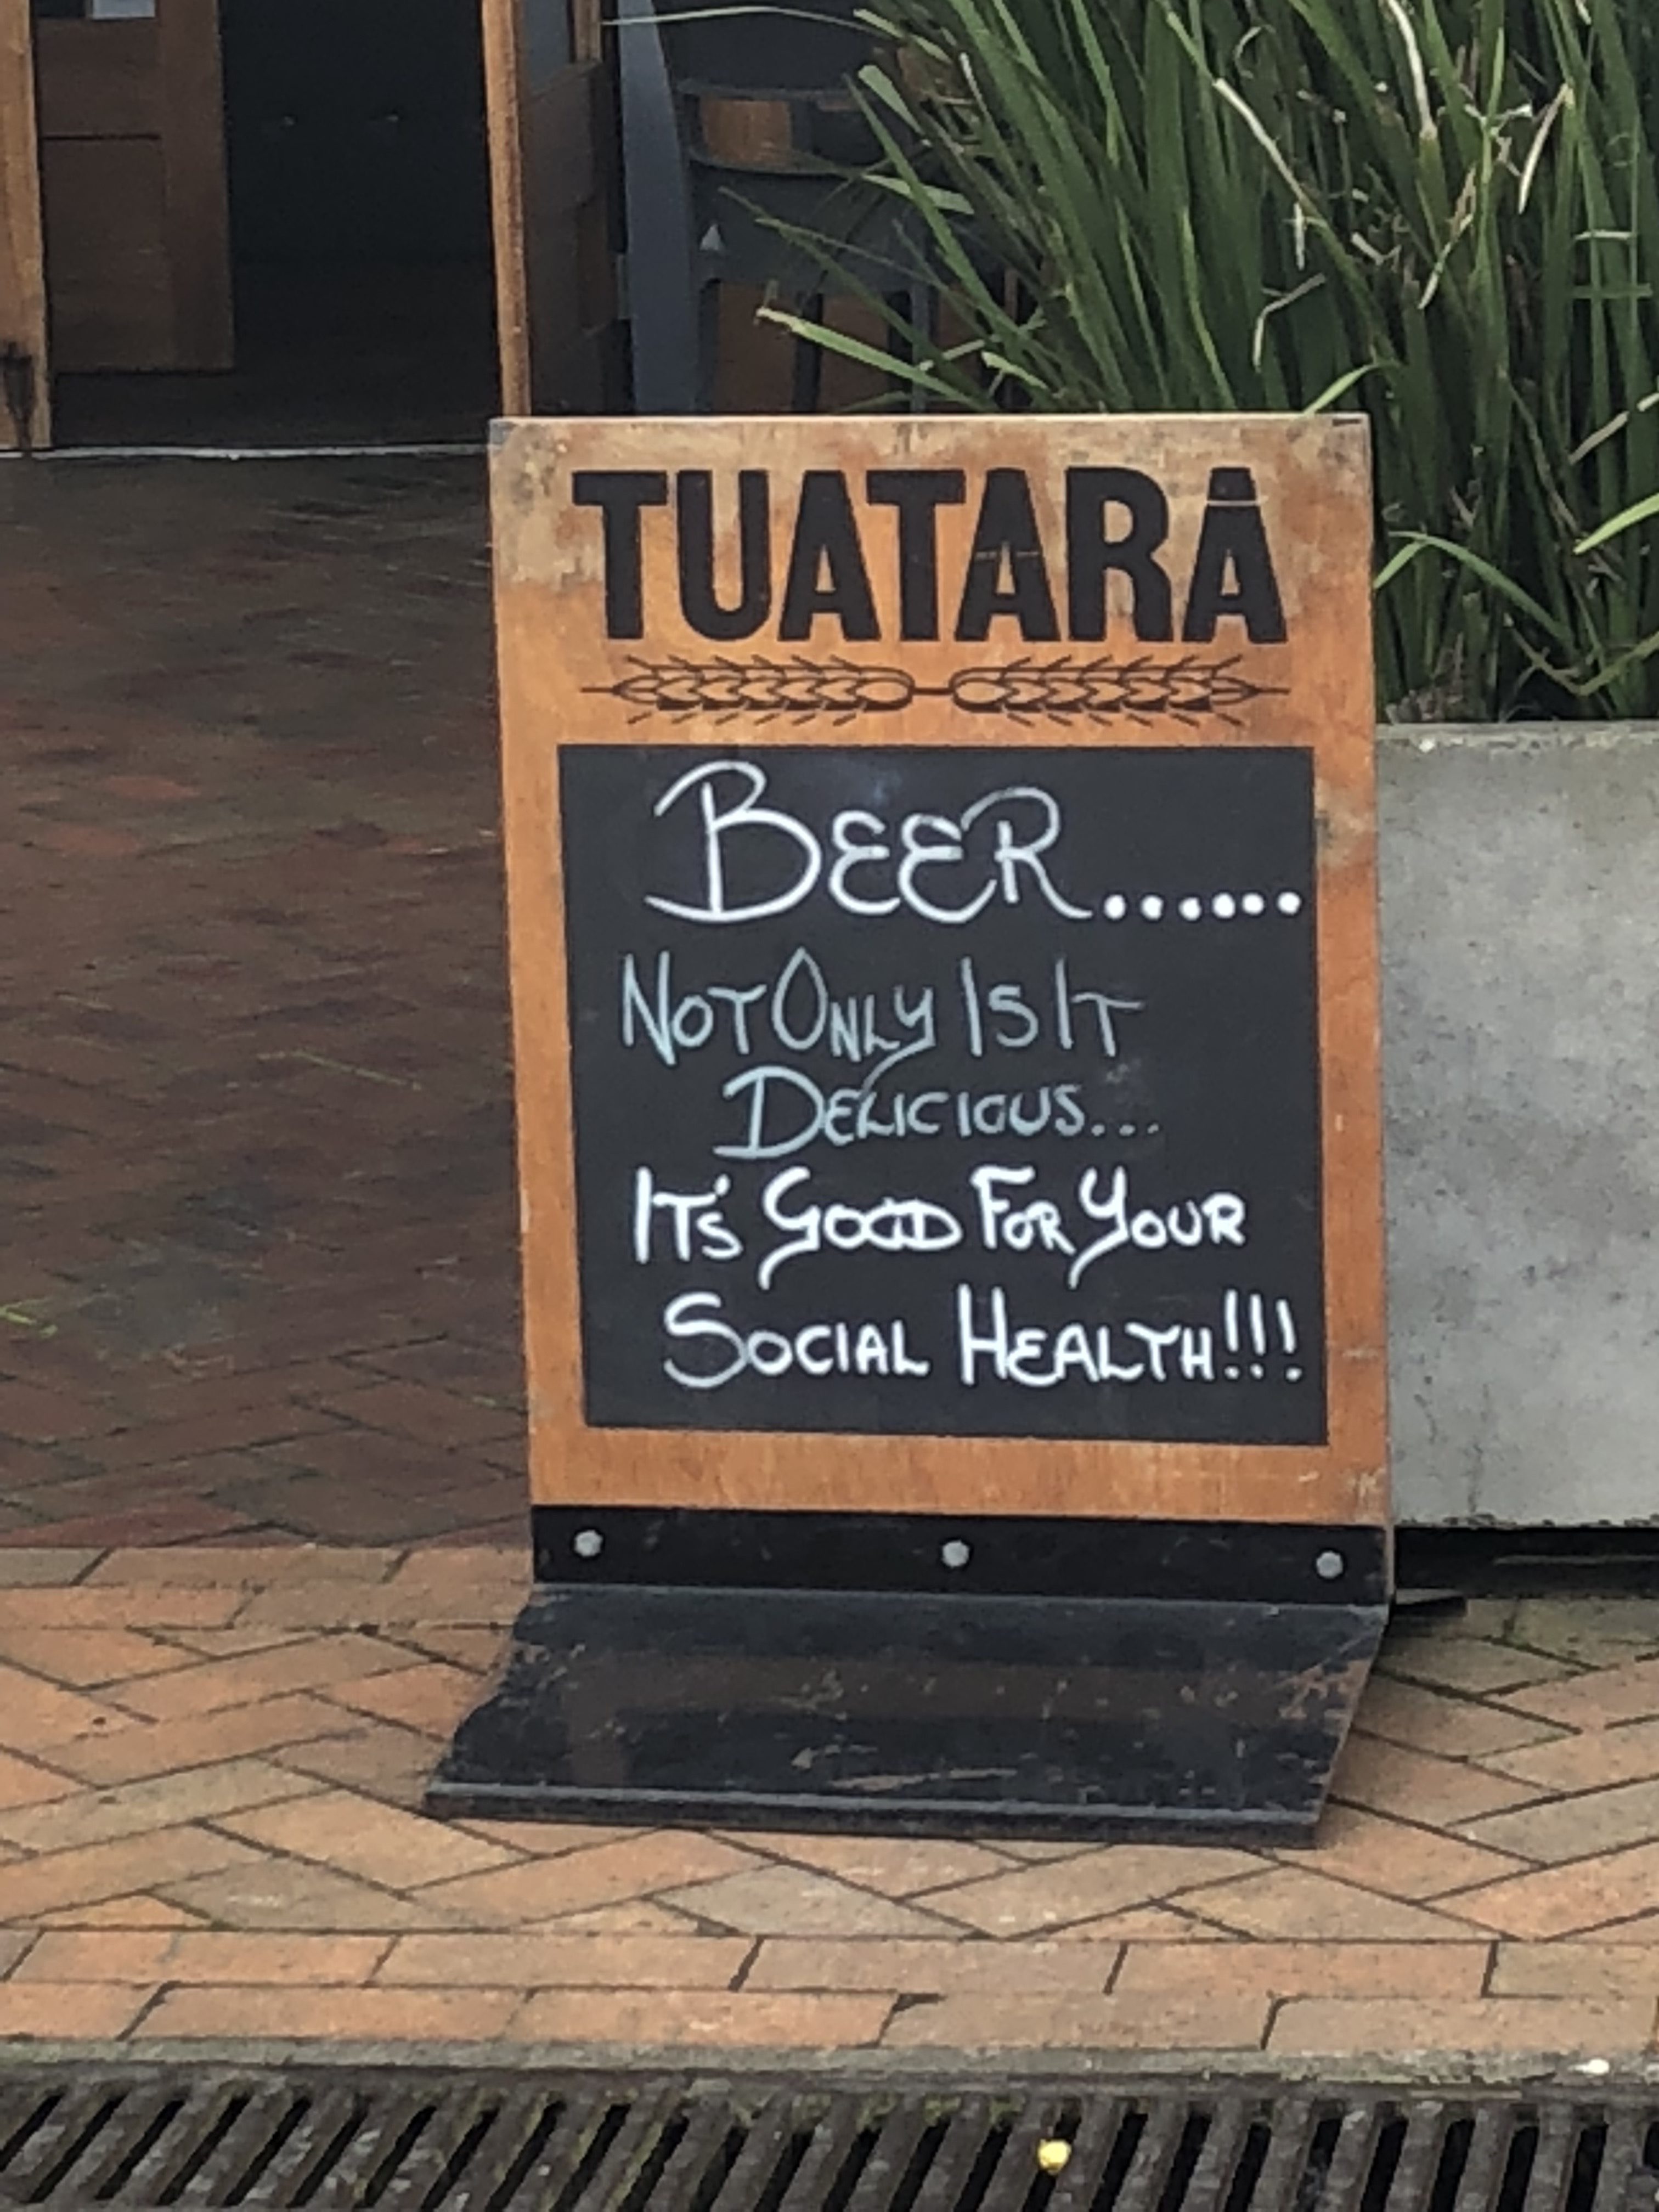 TUATARA
BEER......
NOT ONLY IS IT
DELICIOUS...
IT'S GOOD FOR YOUR
SOCIAL HEALTH!!!